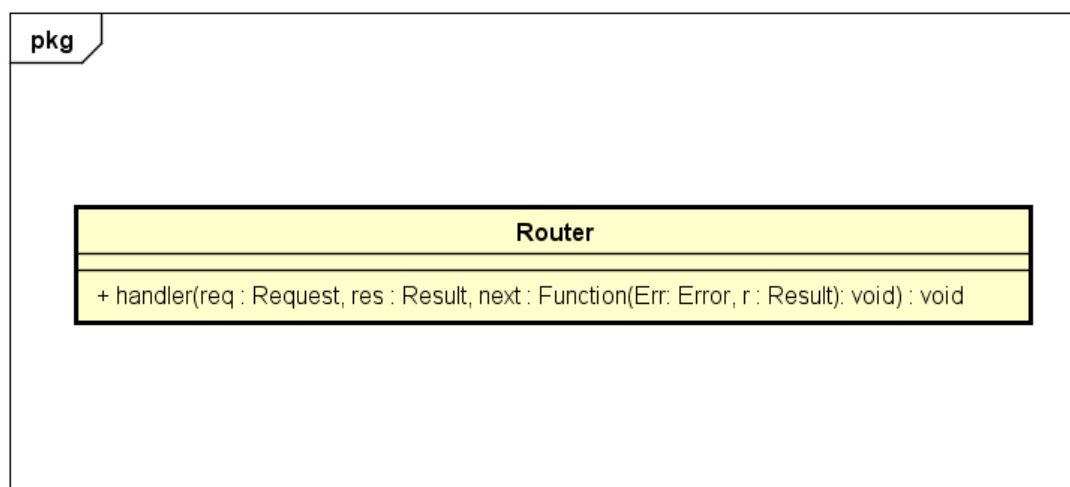 pkg
Router
+ handler(req : Request, res : Result, next : Function(Err: Error, r : Result): void) : void